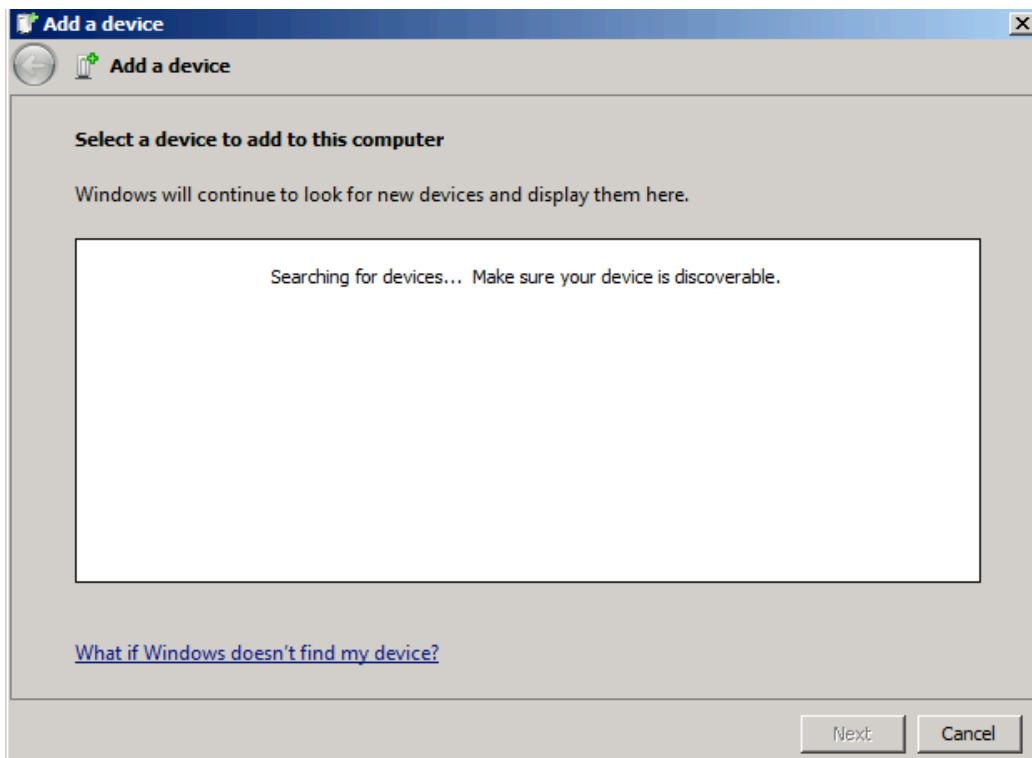 Add a device
Add a device
Select a device to add to this computer
Windows will continue to look for new devices and display them here.
Searching for devices... Make sure your device is discoverable.
What if Windows doesn't find my device?
Next Cancel